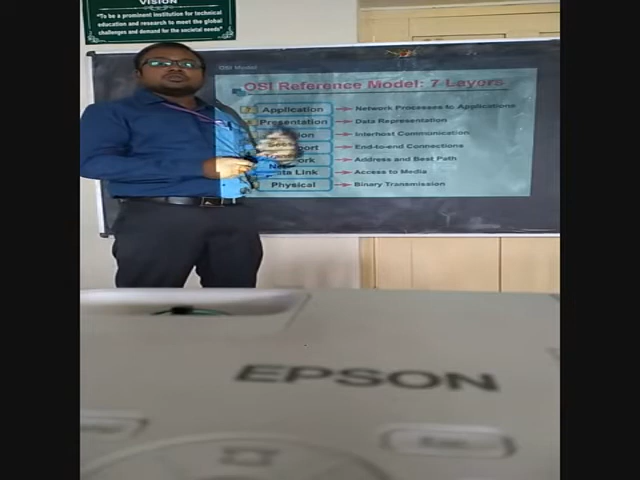 VISION
"To be a prominent institution for technical
education and research to meet the global
challenges and demand for the societal needs"
OSI Model
OSI Reference Model: 7 Layers
Application Network Processes to Applications
Presentation Data Representation
Interhost Communication
End-to-end Connections
Address and Best Path
Link Access to Media
Physical Binary Transmission
EPSON